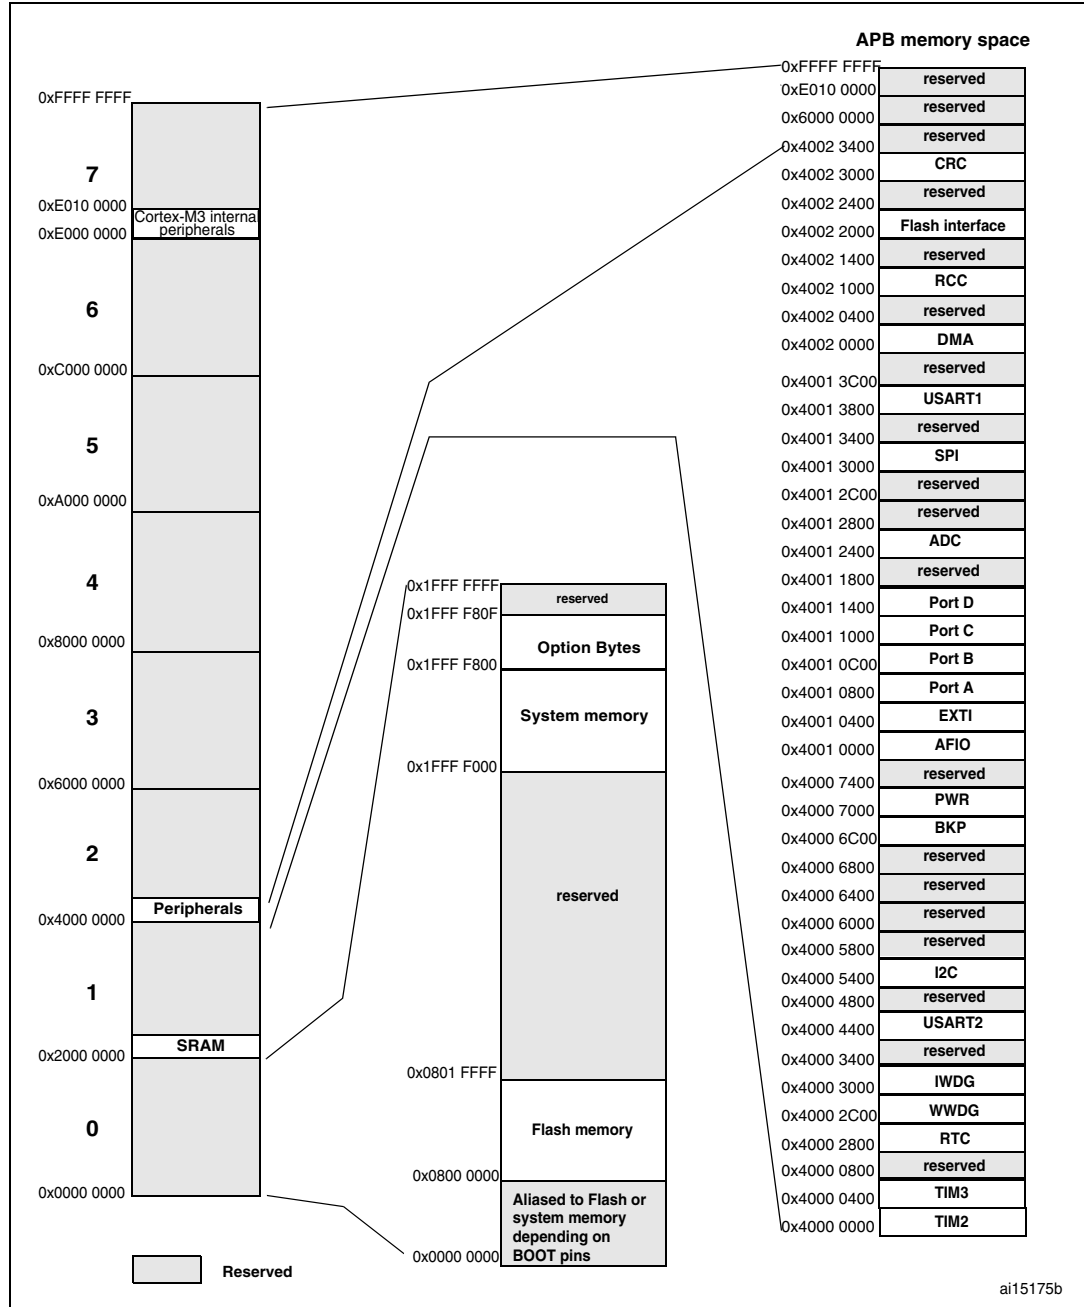 APB memory space
0xFFFF FFFF
7
0xE010 0000
Cortex-M3 internal
peripherals
0xE000 0000
6
0xC000 0000
5
0xA000 0000
4
0x8000 0000
3
0x6000 0000
2
Peripherals
0x4000 0000
1
SRAM
0x2000 0000
0
0x0000 0000
Reserved
0x1FFF FFFF
reserved
0x1FFF F80F
Option Bytes
0x1FFF F800
System memory
0x1FFF F000
reserved
0x0801 FFFF
Flash memory
0x0800 0000
Aliased to Flash or
system memory
depending on
BOOT pins
0x0000 0000
0xFFFF FFFF
reserved
0xE010 0000
reserved
0x6000 0000
reserved
0x4002 3400
CRC
0x4002 3000
reserved
0x4002 2400
Flash interface
0x4002 2000
reserved
0x4002 1400
RCC
0x4002 1000
reserved
0x4002 0400
DMA
0x4002 0000
reserved
0x4001 3C00
USART1
0x4001 3800
reserved
0x4001 3400
SPI
0x4001 3000
reserved
0x4001 2C00
reserved
0x4001 2800
ADC
0x4001 2400
reserved
0x4001 1800
Port D
0x4001 1400
Port C
0x4001 1000
Port B
0x4001 0C00
Port A
0x4001 0800
EXTI
0x4001 0400
AFIO
0x4001 0000
reserved
0x4000 7400
PWR
0x4000 7000
BKP
0x4000 6C00
reserved
0x4000 6800
reserved
0x4000 6400
reserved
0x4000 6000
reserved
0x4000 5800
I2C
0x4000 5400
reserved
0x4000 4800
USART2
0x4000 4400
reserved
0x4000 3400
IWDG
0x4000 3000
WWDG
0x4000 2C00
RTC
0x4000 2800
reserved
0x4000 0800
TIM3
0x4000 0400
TIM2
0x4000 0000
ai15175b